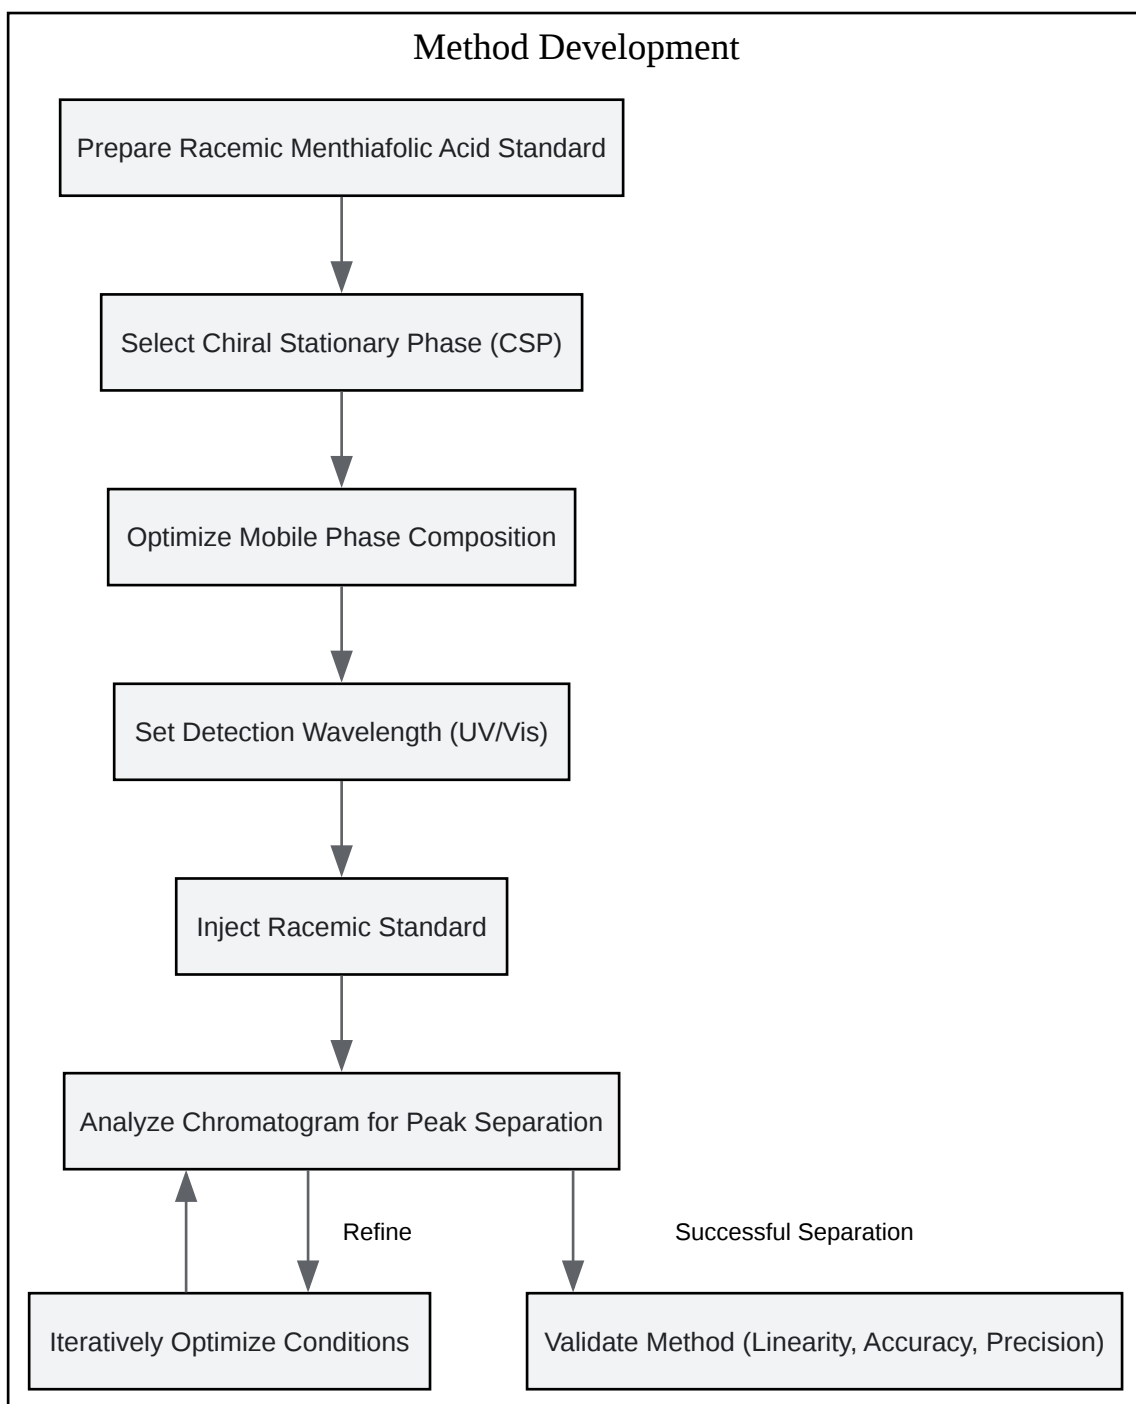 Method Development
Prepare Racemic Menthiafolic Acid Standard
Select Chiral Stationary Phase (CSP)
Optimize Mobile Phase Composition
Set Detection Wavelength (UV/Vis)
Inject Racemic Standard
Analyze Chromatogram for Peak Separation
Refine
Successful Separation
Iteratively Optimize Conditions
Validate Method (Linearity, Accuracy, Precision)